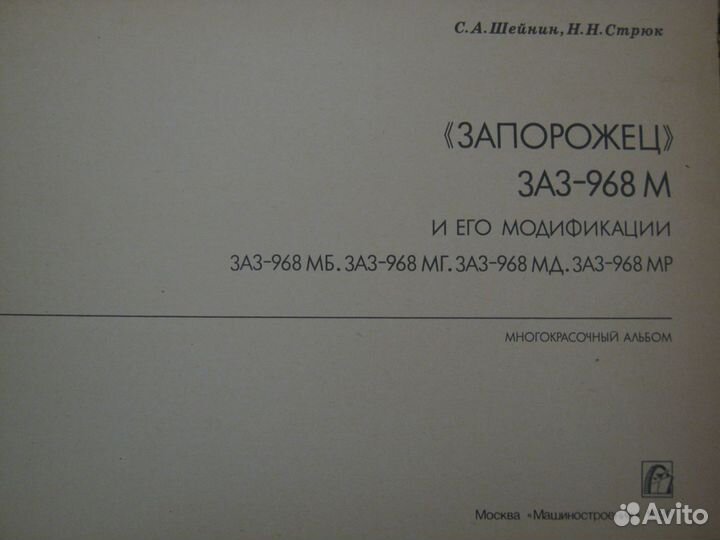 С.А.Шейнин, Н.Н.Стрюк
《ЗАПОРОЖЕЦ》
ЗАЗ-968 М
И ЕГО МОДИФИКАЦИИ
ЗАЗ-968 МБ. ЗАЗ-968 МГ. ЗАЗ-968 МД. ЗАЗ-968 МР
МНОГОКРАСОЧНЫЙ АЛЬБОМ
Москва
Avito